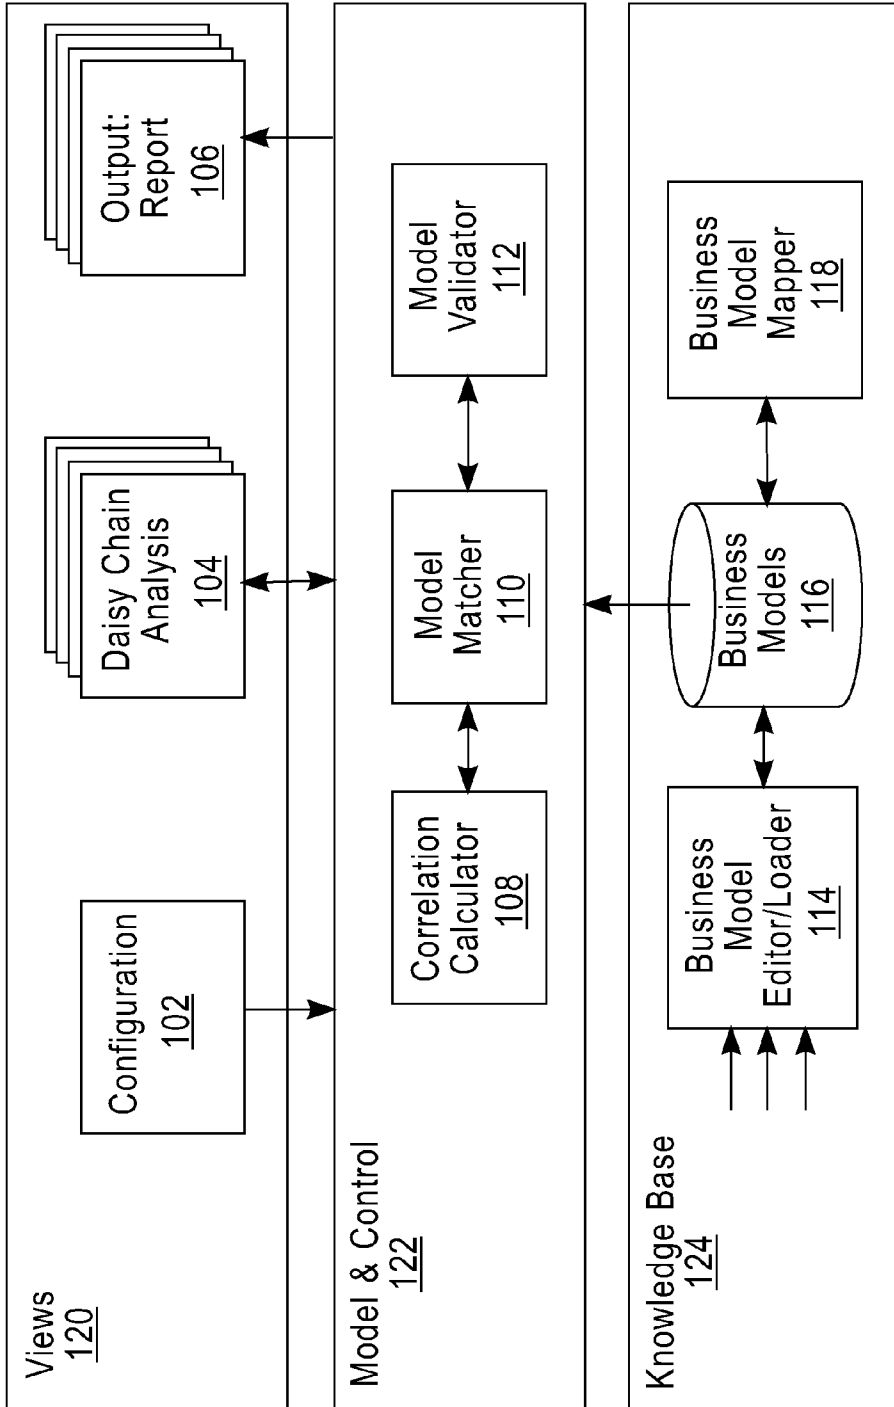 Views
120
Configuration
102
Daisy Chain
Analysis
104
Output:
Report
106
Model & Control
122
Correlation
Calculator
108
Model
Matcher
110
Model
Validator
112
Knowledge Base
124
Business
Model
Editor/Loader
114
Business
Models
116
Business
Model
Mapper
118